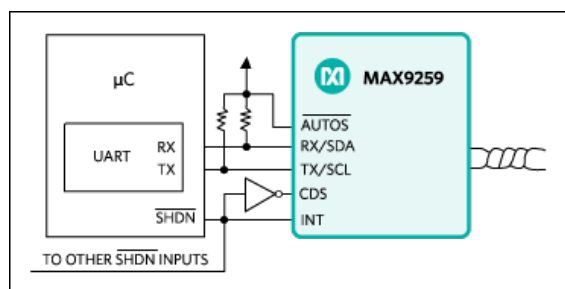 µC
UART
RX
TX
SHDN
MAX9259
AUTOS
RX/SDA
TX/SCL
CDS
INT
TO OTHER SHDN INPUTS